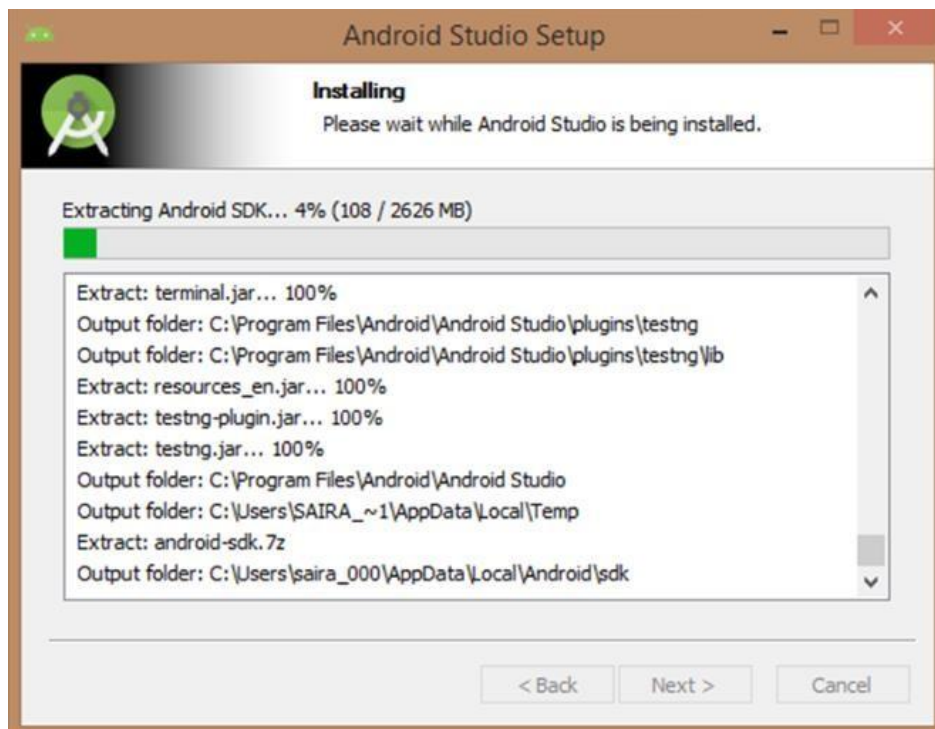 Android Studio Setup
Installing
Please wait while Android Studio is being installed.
Extracting Android SDK... 4% (108 / 2626 MB)
Extract: terminal.jar... 100%
Output folder: C:\Program Files\Android\Android Studio\plugins\testng
Output folder: C:\Program Files\Android\Android Studio\plugins\testng\lib
Extract: resources_en.jar... 100%
Extract: testng-plugin.jar... 100%
Extract: testng.jar... 100%
Output folder: C:\Program Files\Android\Android Studio
Output folder: C:\Users\SAIRA_~1\AppData\Local\Temp
Extract: android-sdk.7z
Output folder: C:\Users\saira_000\AppData\Local\Android\sdk
< Back Next > Cancel